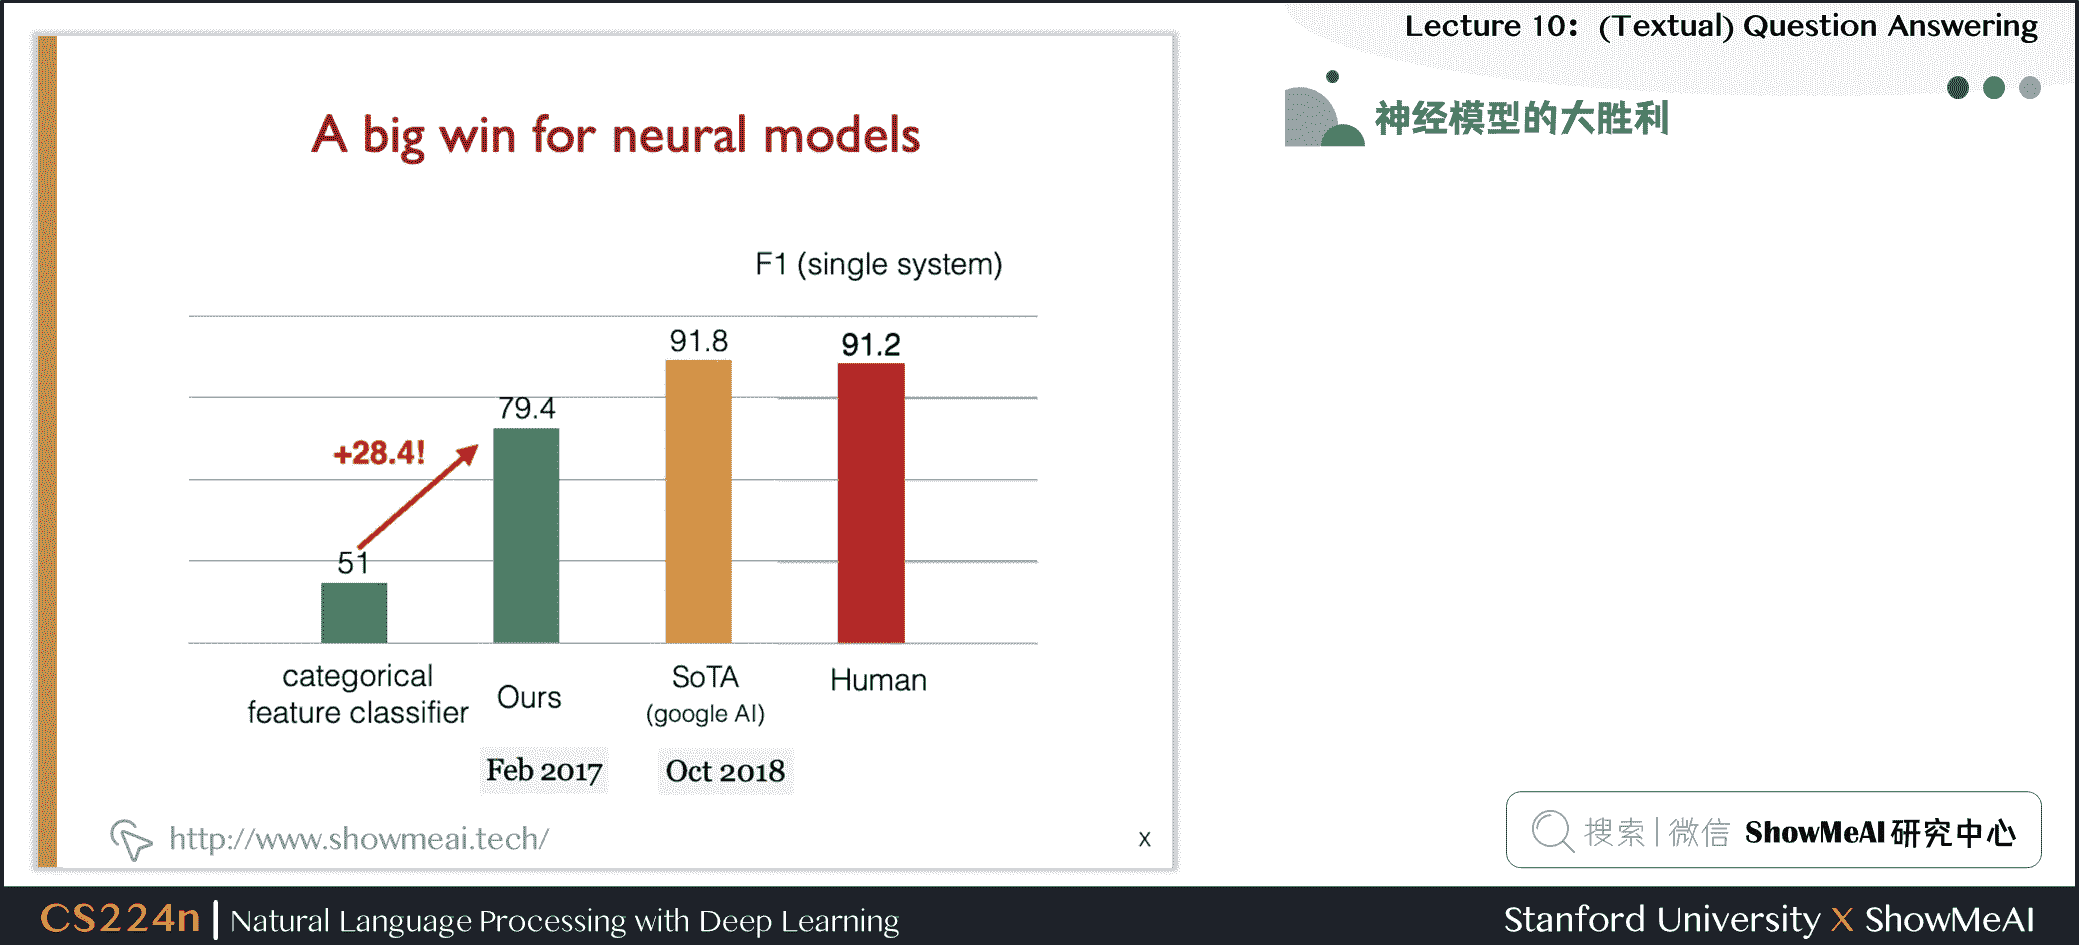 Lecture 10：(Textual) Question Answering
神经模型的大胜利
A big win for neural models
F1 (single system)
91.8
91.2
79.4
+28.4!
51
categorical
feature classifier
Ours
SoTA
(google AI)
Human
Feb 2017
Oct 2018
http://www.showmeai.tech/
X
搜索|微信 ShowMeAI 研究中心
CS224n | Natural Language Processing with Deep Learning
Stanford University X ShowMeAI